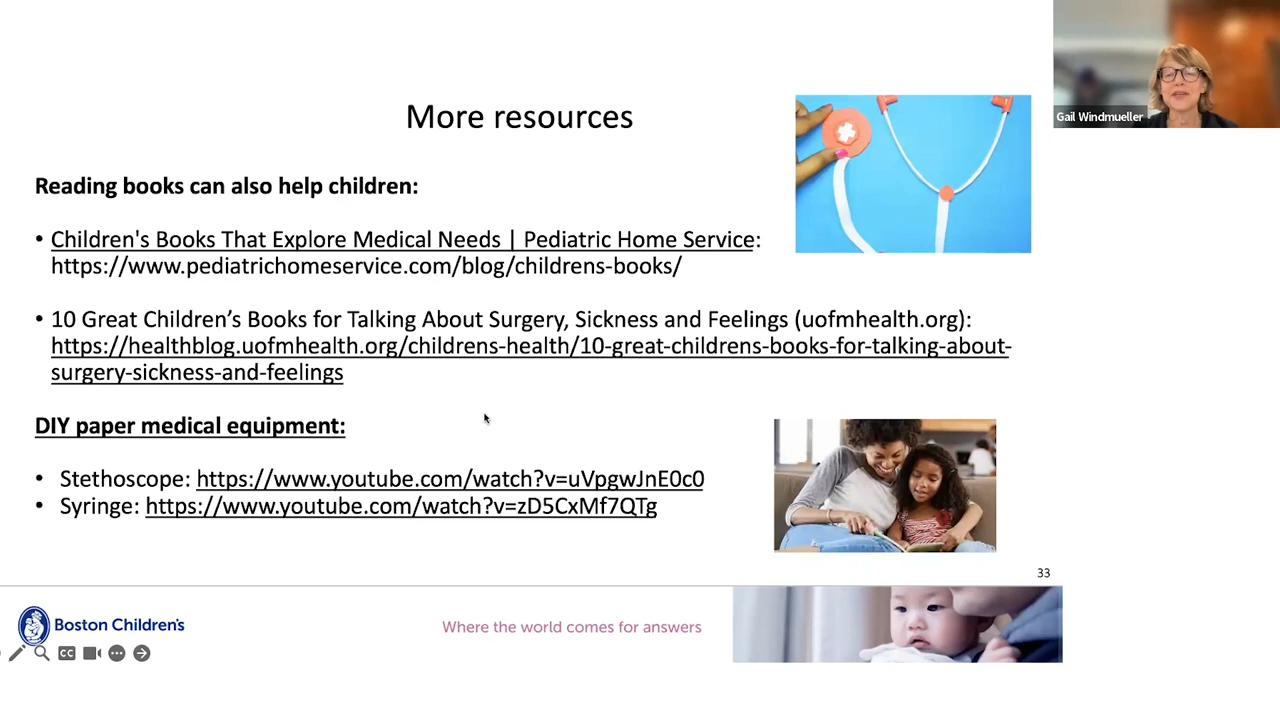 More resources
Gail Windmueller
Reading books can also help children:
• Children's Books That Explore Medical Needs | Pediatric Home Service:
https://www.pediatrichomeservice.com/blog/childrens-books/
• 10 Great Children’s Books for Talking About Surgery, Sickness and Feelings (uofmhealth.org):
https://healthblog.uofmhealth.org/childrens-health/10-great-childrens-books-for-talking-about-
surgery-sickness-and-feelings
DIY paper medical equipment:
• Stethoscope: https://www.youtube.com/watch?v=uVpgwJnE0c0
• Syringe: https://www.youtube.com/watch?v=zD5CxMf7QTg
33
Boston Children's
Where the world comes for answers
CC